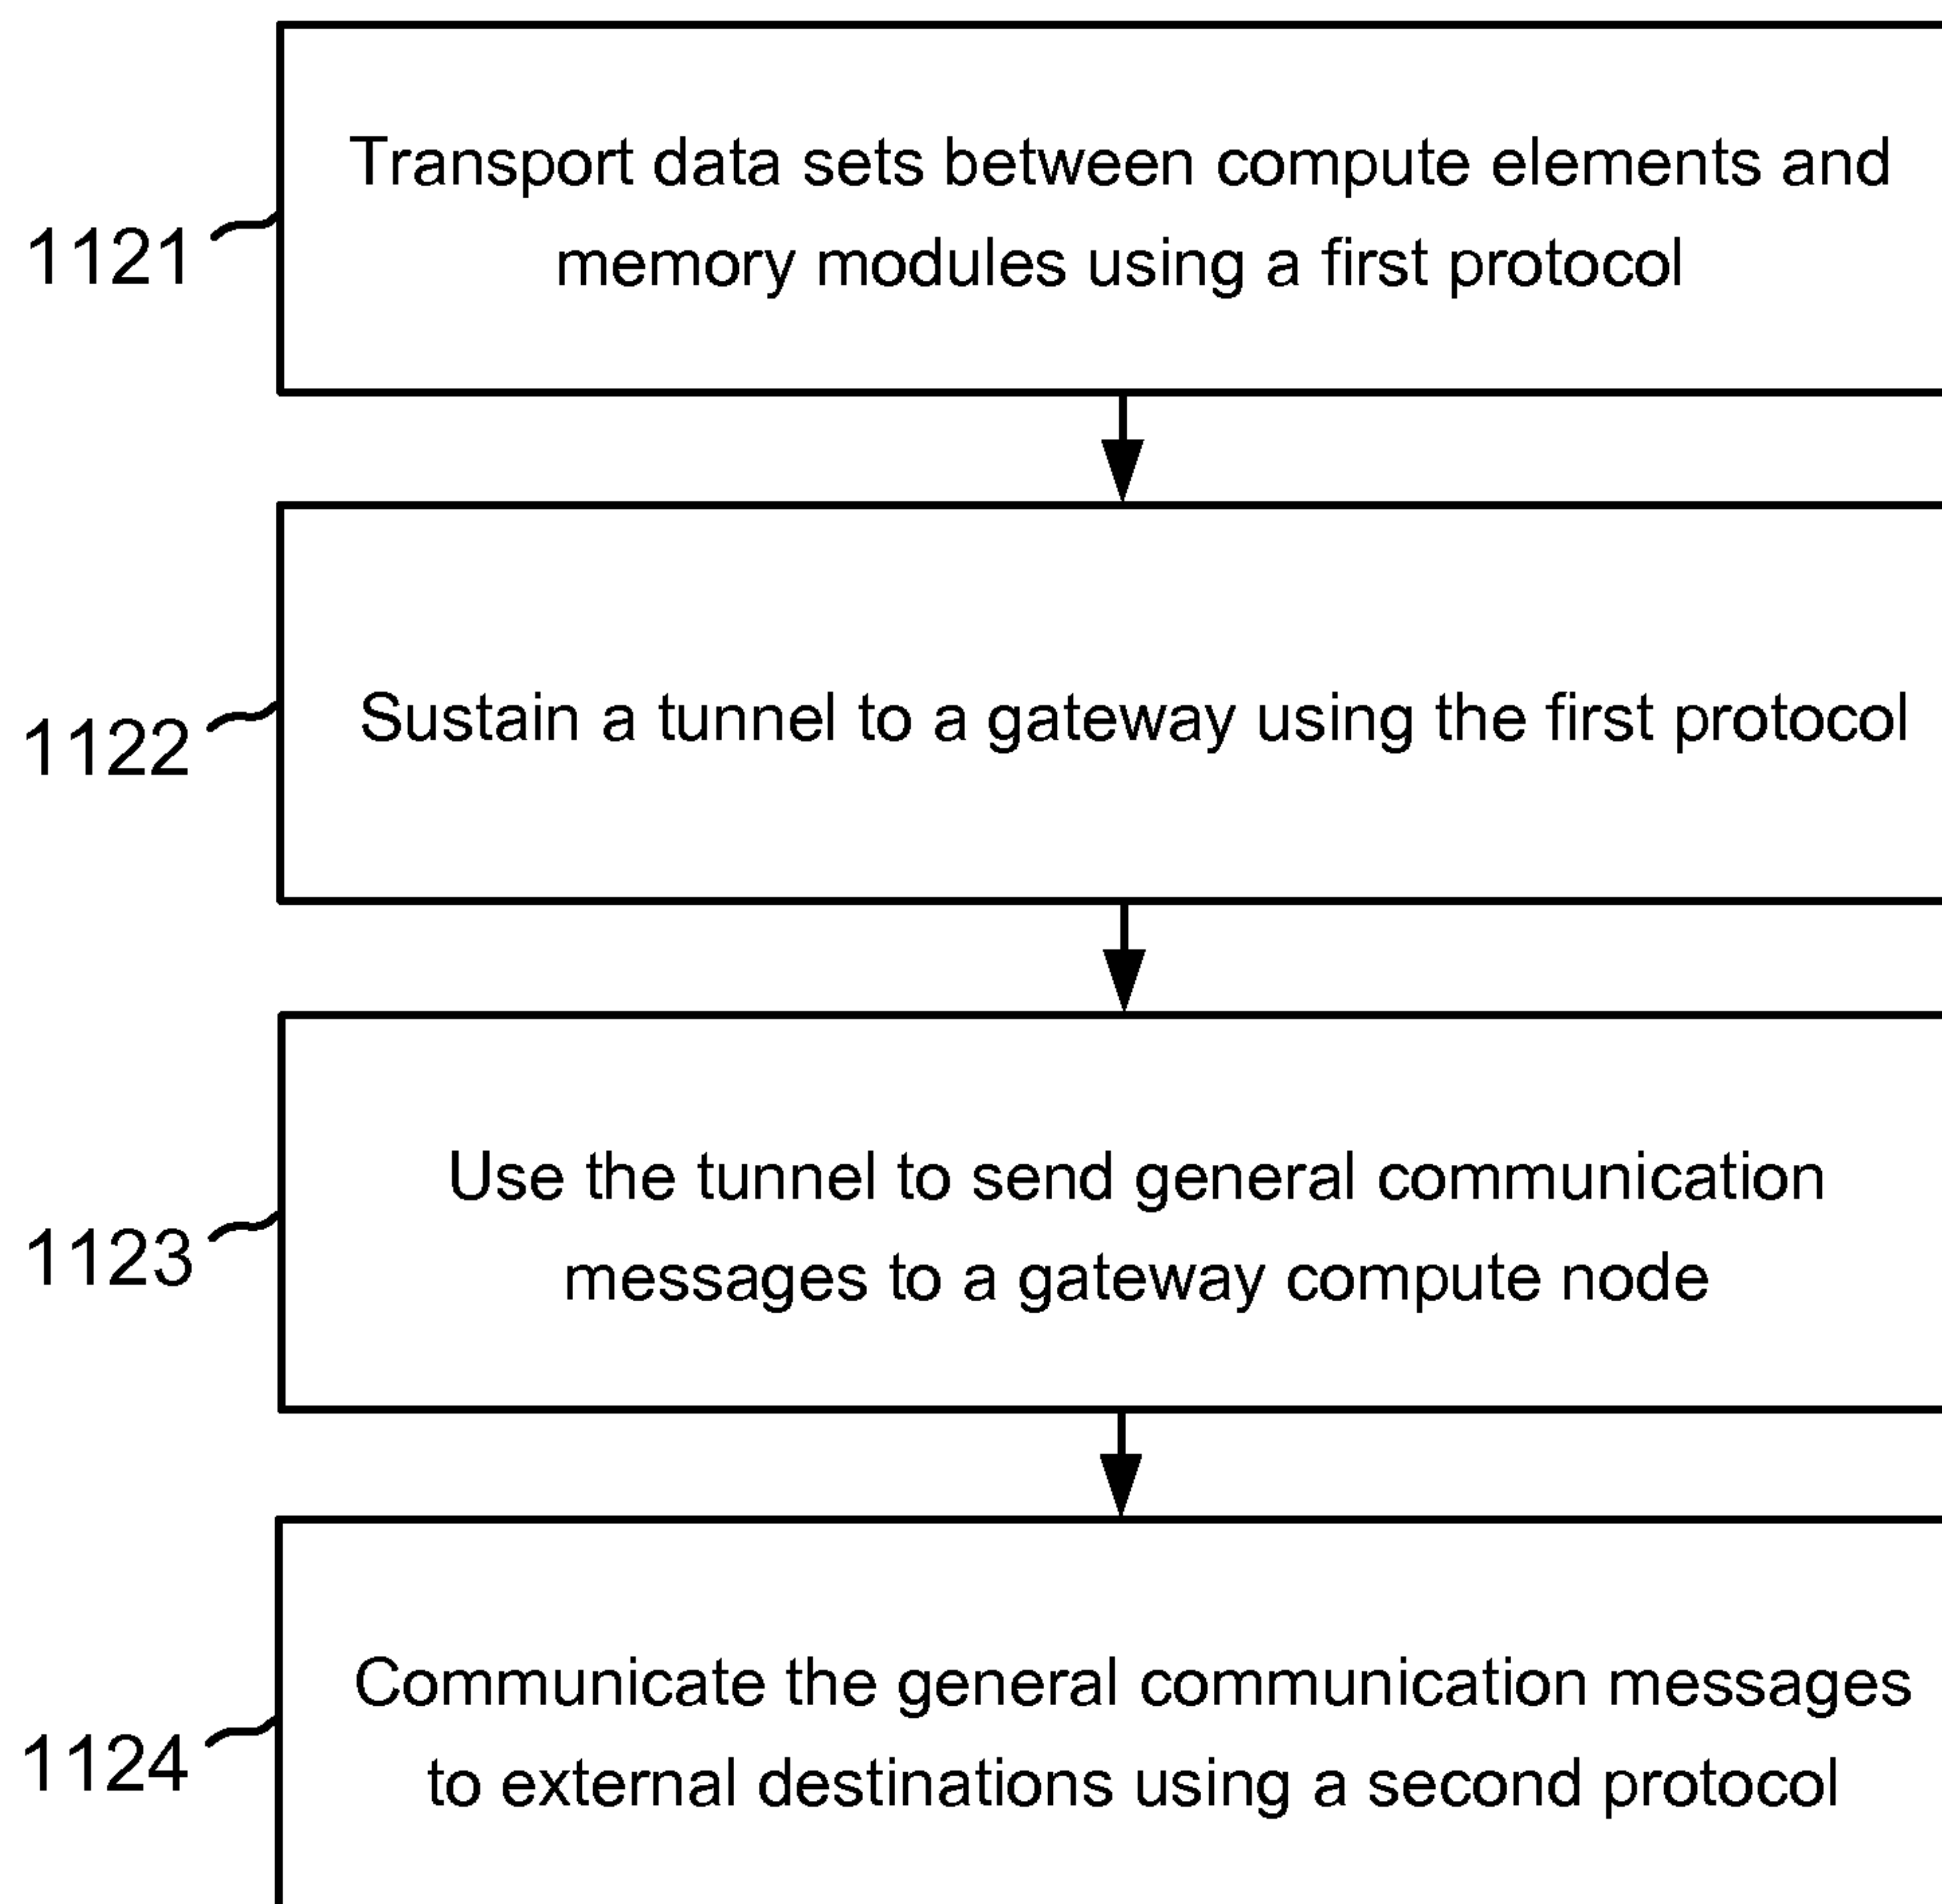 Transport data sets between compute elements and
memory modules using a first protocol
1121
Sustain a tunnel to a gateway using the first protocol
1122
Use the tunnel to send general communication
messages to a gateway compute node
1123
Communicate the general communication messages
to external destinations using a second protocol
1124